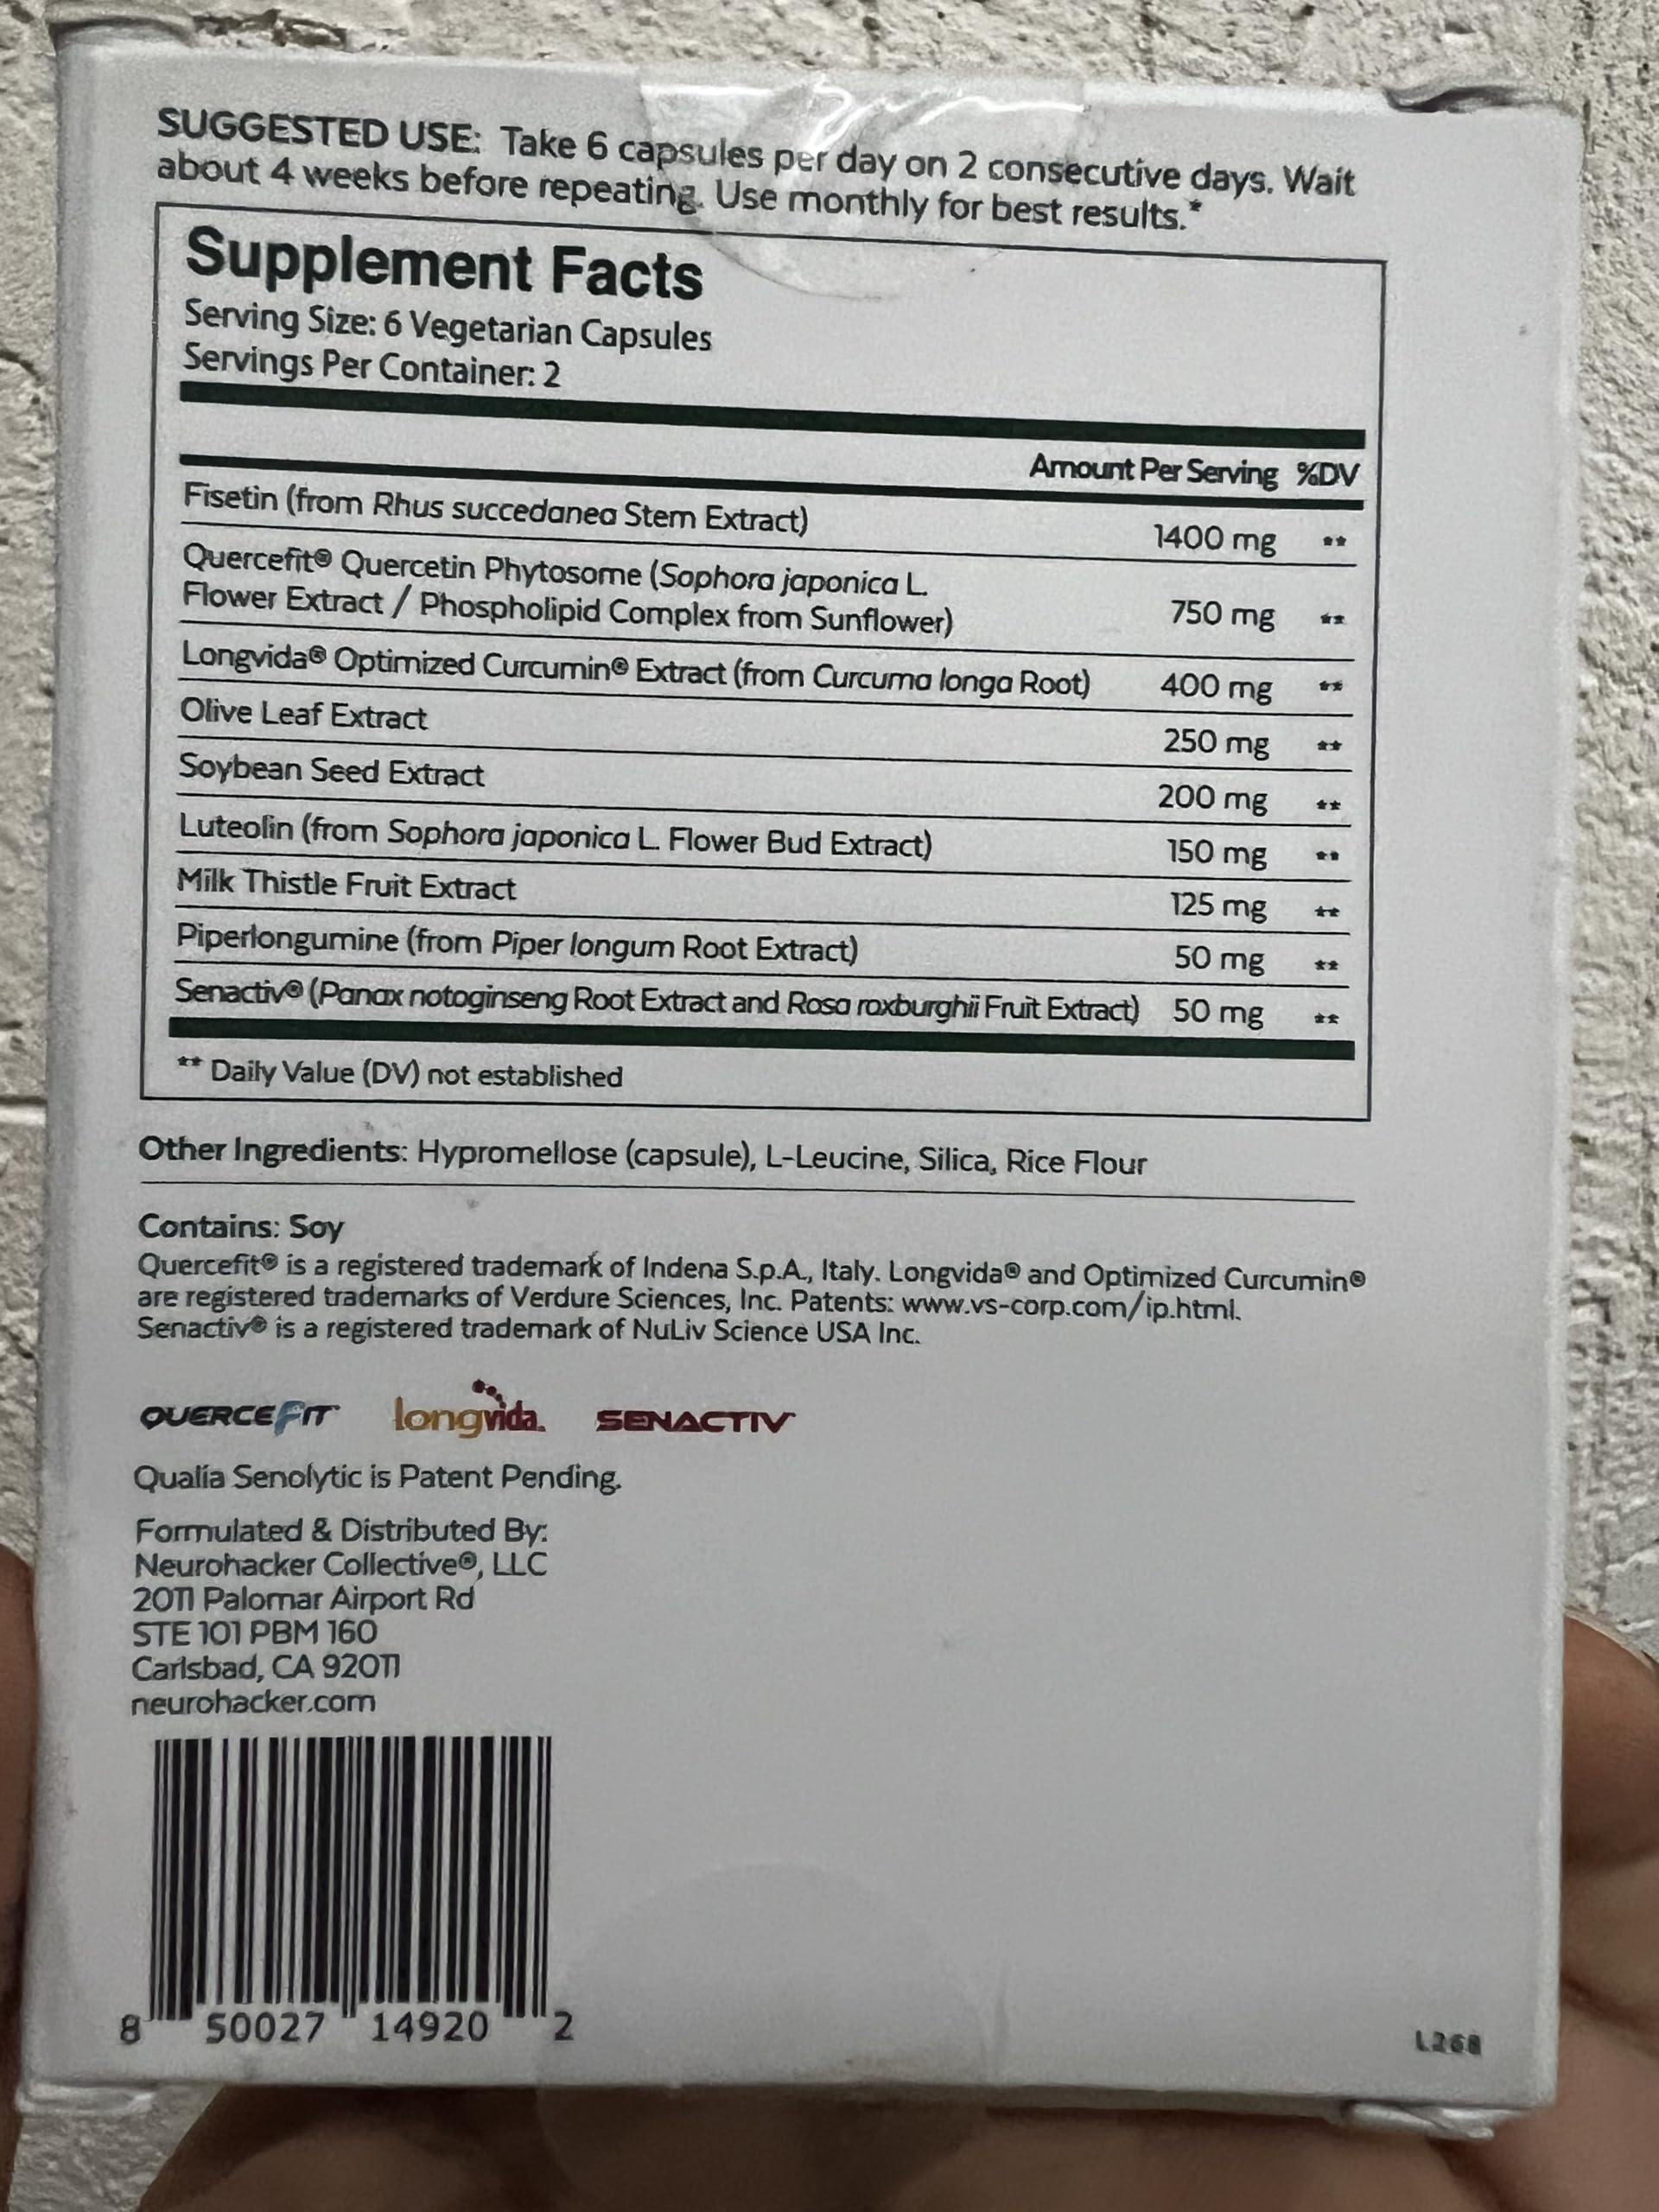 SUGGESTED USE: Take 6 capsules per day on 2 consecutive days. Wait
about 4 weeks before repeating. Use monthly for best results.*
Supplement Facts
Serving Size: 6 Vegetarian Capsules
Servings Per Container: 2
Amount Per Serving %DV
Fisetin (from Rhus succedanea Stem Extract) 1400 mg **
Quercefit® Quercetin Phytosome (Sophora japonica L.
Flower Extract / Phospholipid Complex from Sunflower) 750 mg **
Longvida® Optimized Curcumin® Extract (from Curcuma longa Root) 400 mg **
Olive Leaf Extract 250 mg **
Soybean Seed Extract 200 mg **
Luteolin (from Sophora japonica L. Flower Bud Extract) 150 mg **
Milk Thistle Fruit Extract 125 mg **
Piperlongumine (from Piper longum Root Extract) 50 mg **
Senactiv® (Panax notoginseng Root Extract and Rosa roxburghii Fruit Extract) 50 mg **
** Daily Value (DV) not established
Other Ingredients: Hypromellose (capsule), L-Leucine, Silica, Rice Flour
Contains: Soy
Quercefit® is a registered trademark of Indena S.p.A., Italy. Longvida® and Optimized Curcumin®
are registered trademarks of Verdure Sciences, Inc. Patents: www.vs-corp.com/ip.html.
Senactiv® is a registered trademark of NuLiv Science USA Inc.
QUERCEFIT longvida. SENACTIV
Qualia Senolytic is Patent Pending.
Formulated & Distributed By:
Neurohacker Collective®, LLC
2011 Palomar Airport Rd
STE 101 PBM 160
Carlsbad, CA 92011
neurohacker.com
8 50027 14920 2
L268